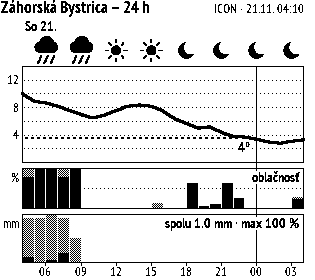 Záhorská Bystrica – 24 h
ICON · 21.11. 04:10
So 21.
12
8
4
4°
%
oblačnosť
mm
spolu 1.0 mm · max 100 %
06 09 12 15 18 21 00 03